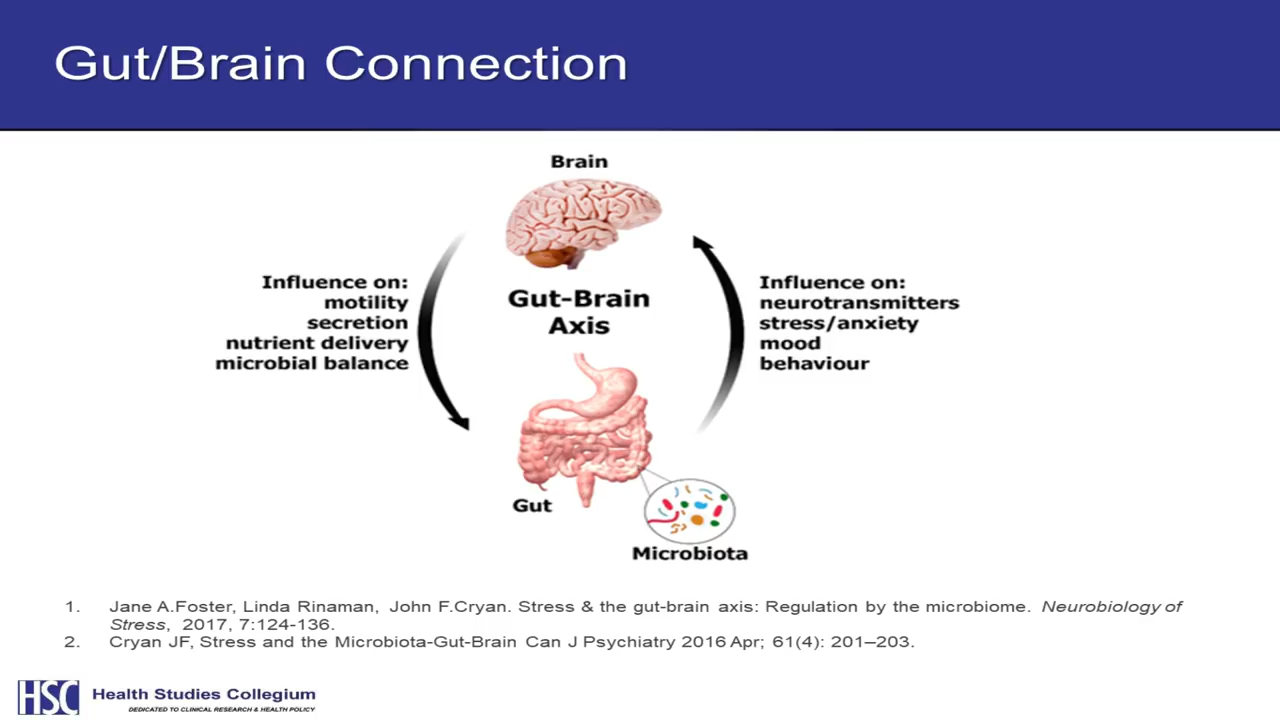 Gut/Brain Connection
Brain
Influence on:
motility
secretion
nutrient delivery
microbial balance
Gut-Brain
Axis
Influence on:
neurotransmitters
stress/anxiety
mood
behaviour
Gut
Microbiota
1. Jane A.Foster, Linda Rinaman, John F.Cryan. Stress & the gut-brain axis: Regulation by the microbiome. Neurobiology of
Stress, 2017, 7:124-136.
2. Cryan JF, Stress and the Microbiota-Gut-Brain Can J Psychiatry 2016 Apr; 61(4): 201–203.
HSC Health Studies Collegium
DEDICATED TO CLINICAL RESEARCH & HEALTH POLICY